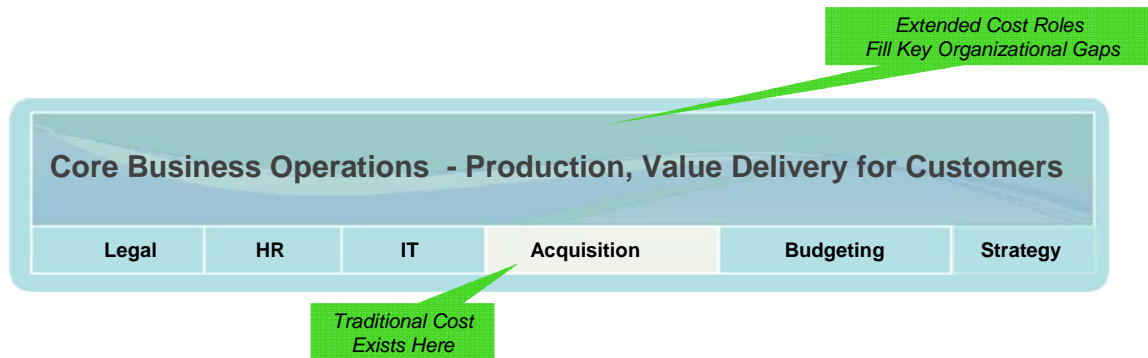 Extended Cost Roles
Fill Key Organizational Gaps
Core Business Operations - Production, Value Delivery for Customers
Legal HR IT Acquisition Budgeting Strategy
Traditional Cost
Exists Here